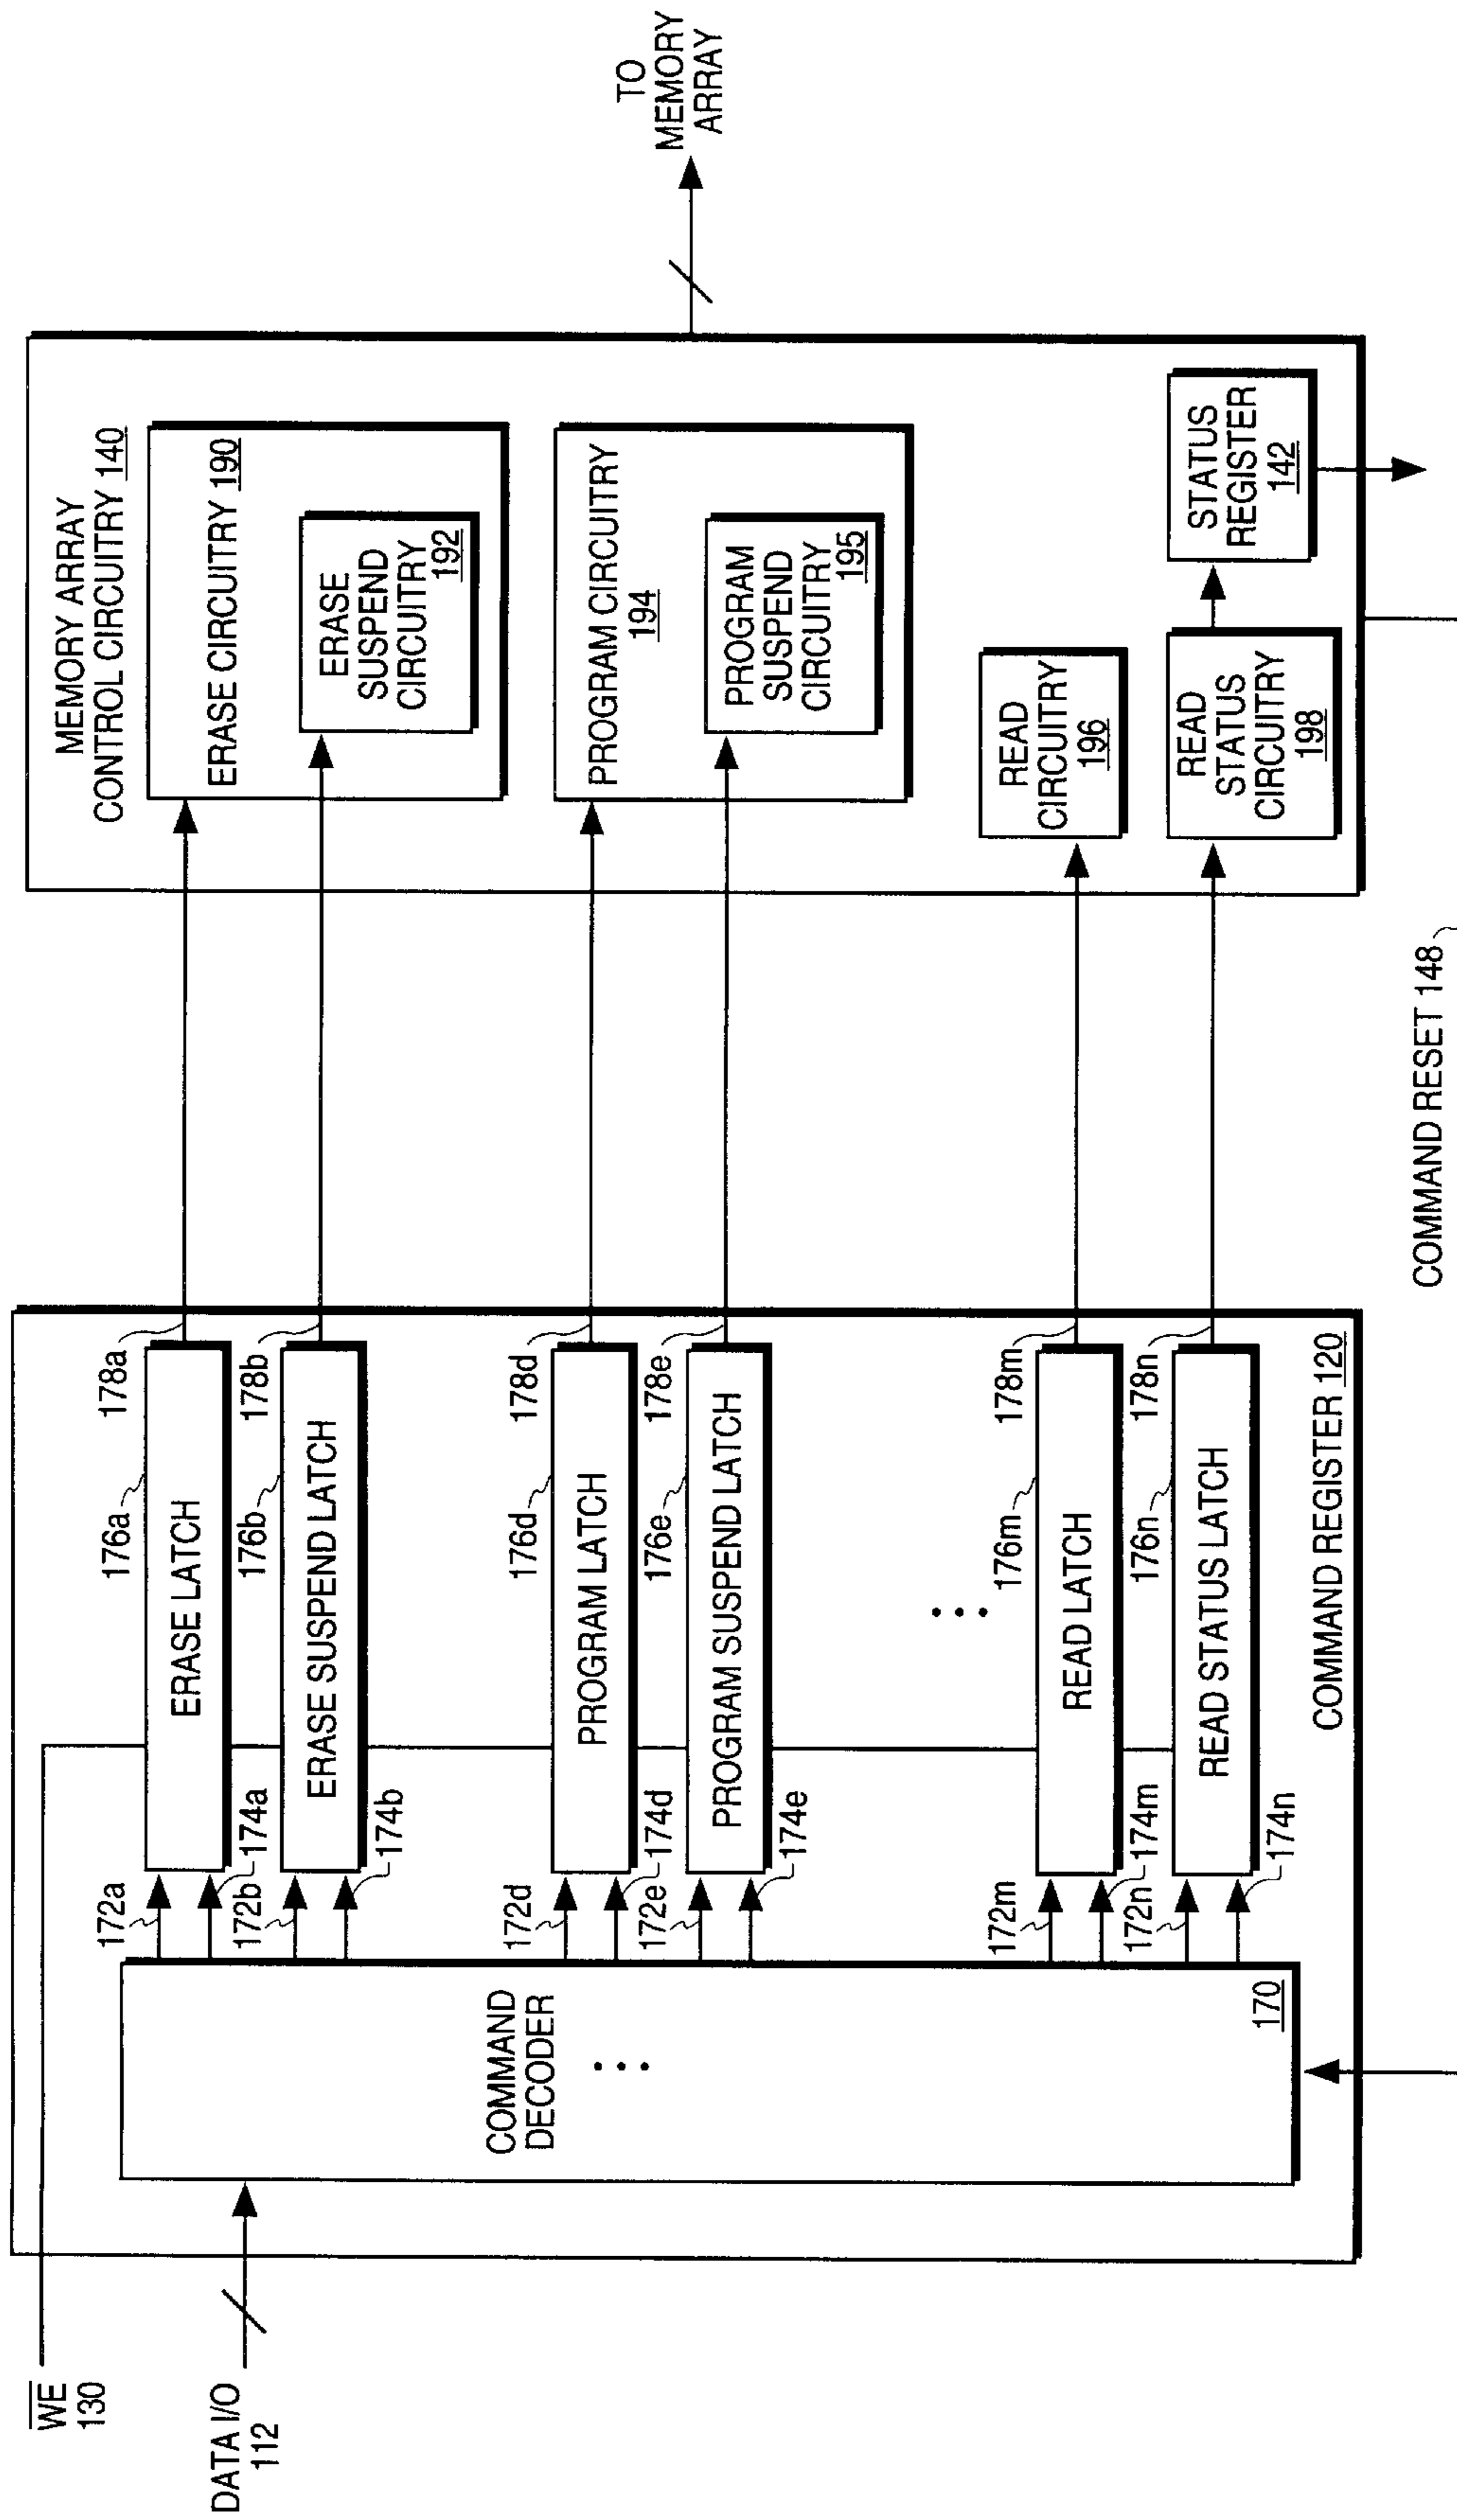 WE
130
DATA I/O
112
COMMAND
DECODER
170
172a
174a
172b
174b
172d
174d
172e
174e
172m
174m
172n
174n
176a
178a
ERASE LATCH
176b
178b
ERASE SUSPEND LATCH
176d
178d
PROGRAM LATCH
176e
178e
PROGRAM SUSPEND LATCH
176m
178m
READ LATCH
176n
178n
READ STATUS LATCH
COMMAND REGISTER 120
COMMAND RESET 148
MEMORY ARRAY
CONTROL CIRCUITRY 140
ERASE CIRCUITRY 190
ERASE
SUSPEND
CIRCUITRY
192
PROGRAM CIRCUITRY
194
PROGRAM
SUSPEND
CIRCUITRY
195
READ
CIRCUITRY
196
READ
STATUS
CIRCUITRY
198
STATUS
REGISTER
142
TO
MEMORY
ARRAY